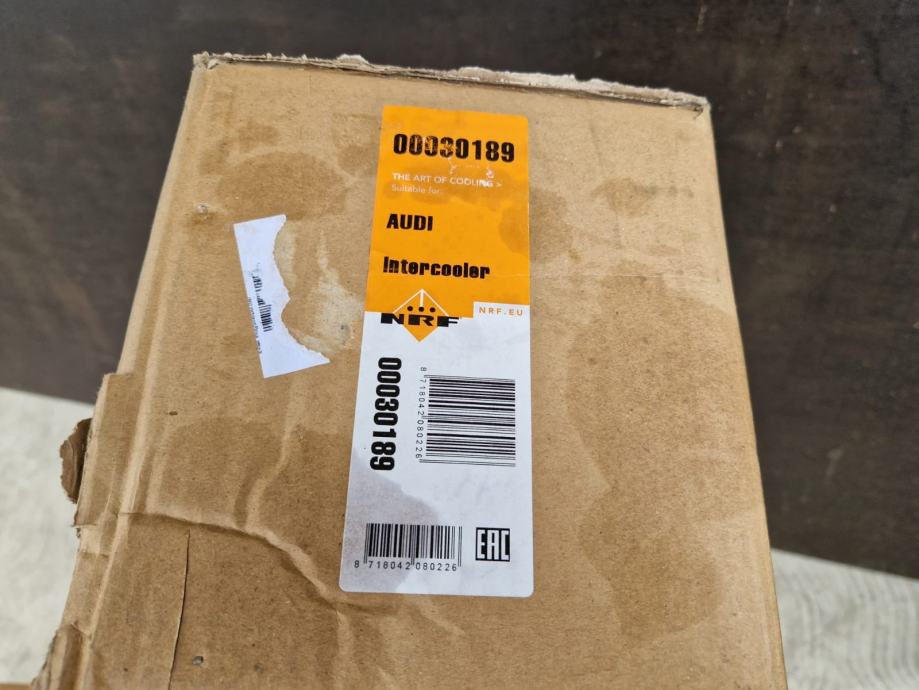 00030189
THE ART OF COOLING >
Suitable for:
AUDI
Intercooler
NRF
NRF.EU
00030189
8 718042 080226
8 718042 080226
EAC